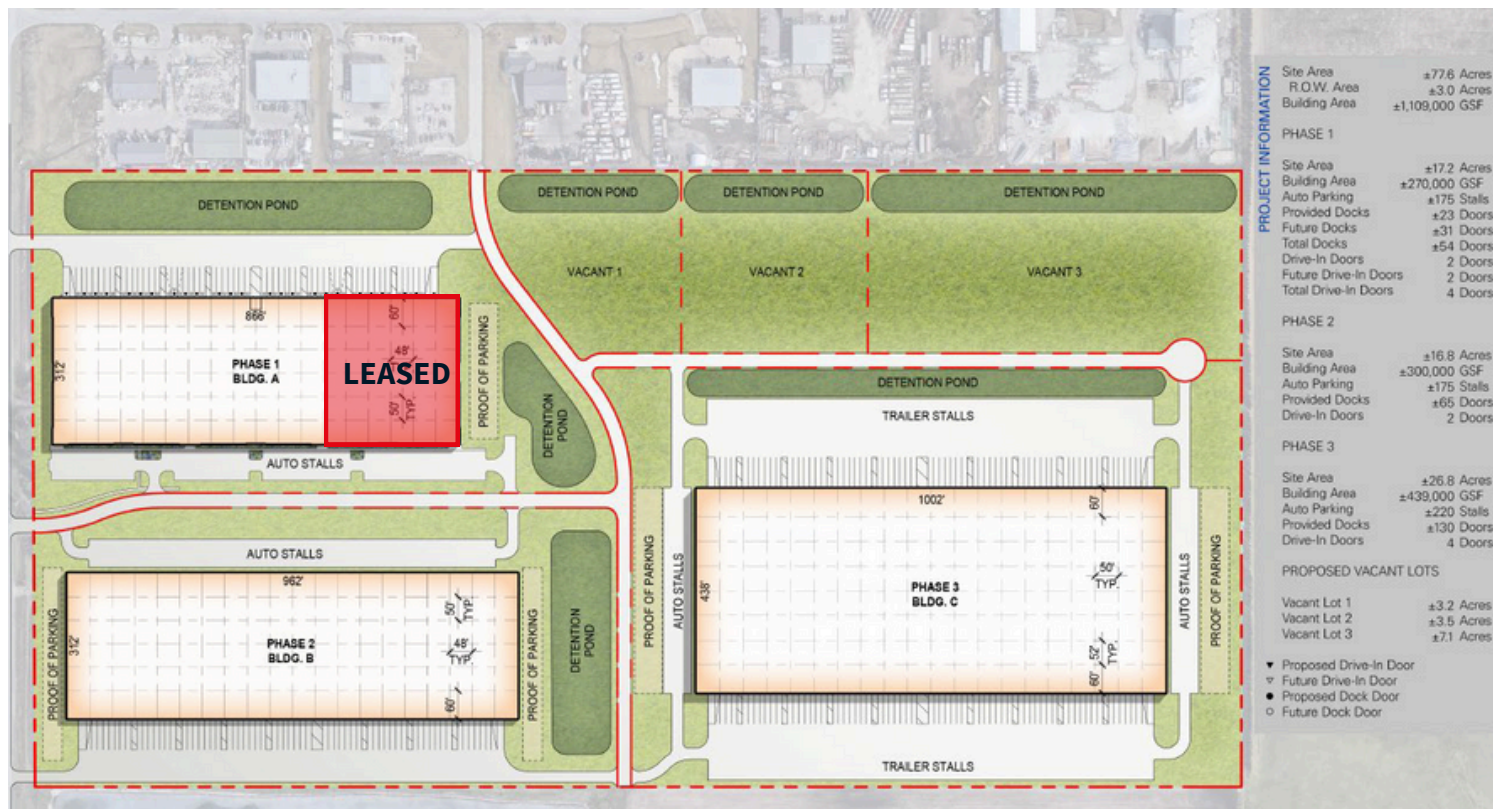 DETENTION POND
DETENTION POND
DETENTION POND
DETENTION POND
VACANT 1
VACANT 2
VACANT 3
866'
60'
312'
PHASE 1
BLDG. A
48'
LEASED
50'
TYP.
PROOF OF PARKING
AUTO STALLS
DETENTION
POND
DETENTION POND
TRAILER STALLS
AUTO STALLS
962'
312'
PHASE 2
BLDG. B
50'
TYP.
48'
TYP.
60'
PROOF OF PARKING
PROOF OF PARKING
DETENTION
POND
PROOF OF PARKING
AUTO STALLS
1002'
60'
438'
PHASE 3
BLDG. C
50'
TYP.
52'
TYP.
60'
AUTO STALLS
PROOF OF PARKING
TRAILER STALLS
PROJECT INFORMATION
Site Area ±77.6 Acres
R.O.W. Area ±3.0 Acres
Building Area ±1,109,000 GSF
PHASE 1
Site Area ±17.2 Acres
Building Area ±270,000 GSF
Auto Parking ±175 Stalls
Provided Docks ±23 Doors
Future Docks ±31 Doors
Total Docks ±54 Doors
Drive-In Doors 2 Doors
Future Drive-In Doors 2 Doors
Total Drive-In Doors 4 Doors
PHASE 2
Site Area ±16.8 Acres
Building Area ±300,000 GSF
Auto Parking ±175 Stalls
Provided Docks ±65 Doors
Drive-In Doors 2 Doors
PHASE 3
Site Area ±26.8 Acres
Building Area ±439,000 GSF
Auto Parking ±220 Stalls
Provided Docks ±130 Doors
Drive-In Doors 4 Doors
PROPOSED VACANT LOTS
Vacant Lot 1 ±3.2 Acres
Vacant Lot 2 ±3.5 Acres
Vacant Lot 3 ±7.1 Acres
▼ Proposed Drive-In Door
▽ Future Drive-In Door
● Proposed Dock Door
○ Future Dock Door